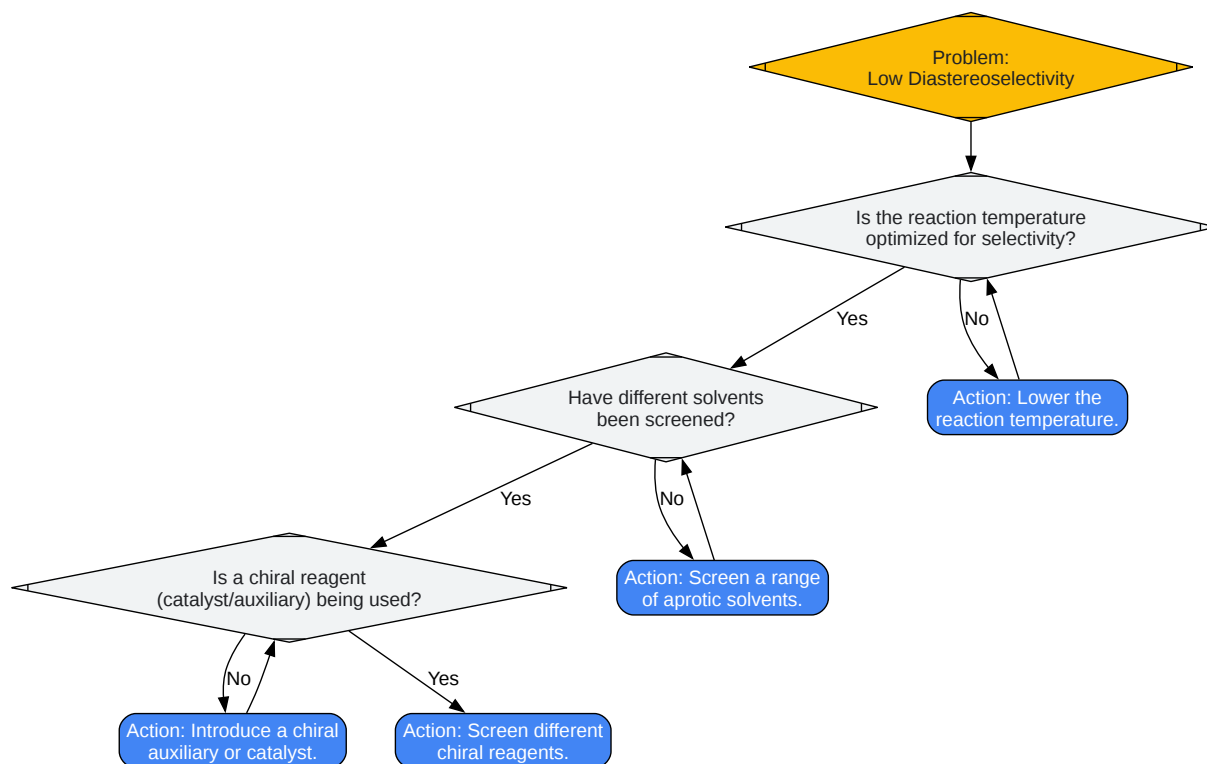 Problem:
Low Diastereoselectivity
Is the reaction temperature
optimized for selectivity?
Yes
No
Action: Lower the
reaction temperature.
Have different solvents
been screened?
Yes
No
Action: Screen a range
of aprotic solvents.
Is a chiral reagent
(catalyst/auxiliary) being used?
No
Yes
Action: Introduce a chiral
auxiliary or catalyst.
Action: Screen different
chiral reagents.